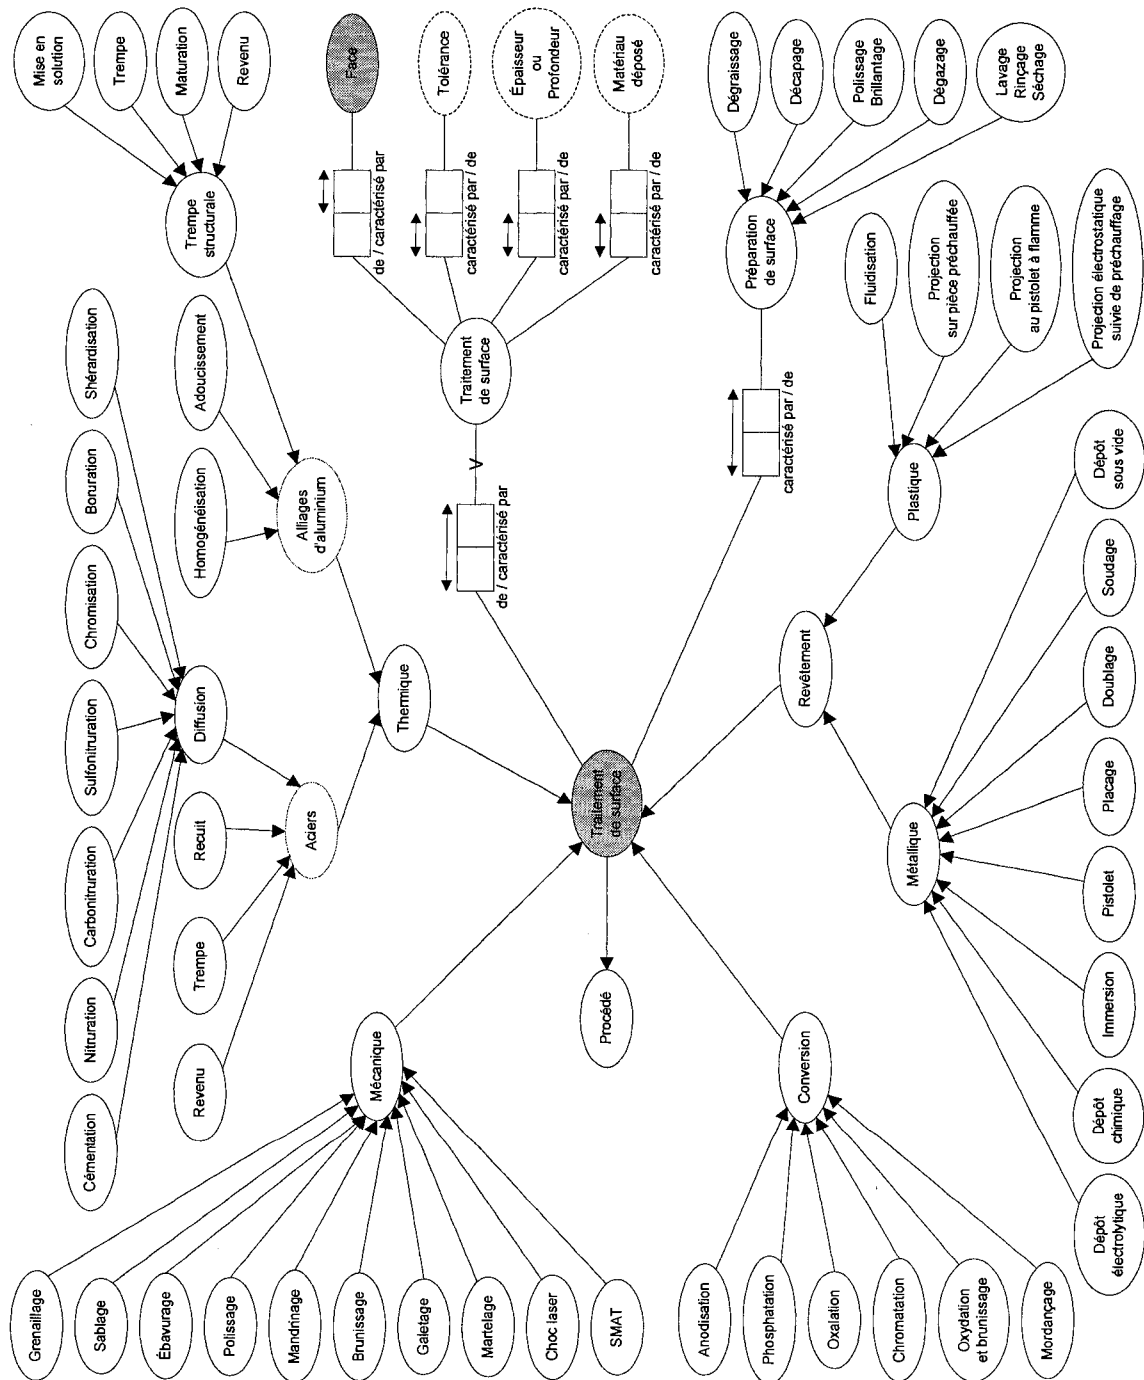 Grenaillage
Sablage
Ébavurage
Polissage
Mandrinage
Brunissage
Galetage
Martelage
Choc laser
SMAT
Mécanique
Cémentation
Nitruration
Carbonitruration
Sulfonitruration
Chromisation
Boruration
Shérardisation
Diffusion
Revenu
Trempe
Recuit
Aciers
Homogénéisation
Adoucissement
Trempe
structurale
Mise en
solution
Trempe
Maturation
Revenu
Alliages
d'aluminium
Thermique
Procédé
Traitement
de surface
de / caractérisé par
V
Traitement
de surface
de / caractérisé par
Face
caractérisé par / de
Tolérance
caractérisé par / de
Épaisseur
ou
Profondeur
caractérisé par / de
Matériau
déposé
caractérisé par / de
Préparation
de surface
Dégraissage
Décapage
Polissage
Brillantage
Dégazage
Lavage
Rinçage
Séchage
Anodisation
Phosphatation
Oxalation
Chromatation
Oxydation
et brunissage
Mordançage
Conversion
Revêtement
Métallique
Dépôt
électrolytique
Dépôt
chimique
Immersion
Pistolet
Placage
Doublage
Soudage
Dépôt
sous vide
Plastique
Fluidisation
Projection
sur pièce préchauffée
Projection
au pistolet à flamme
Projection électrostatique
suivie de préchauffage